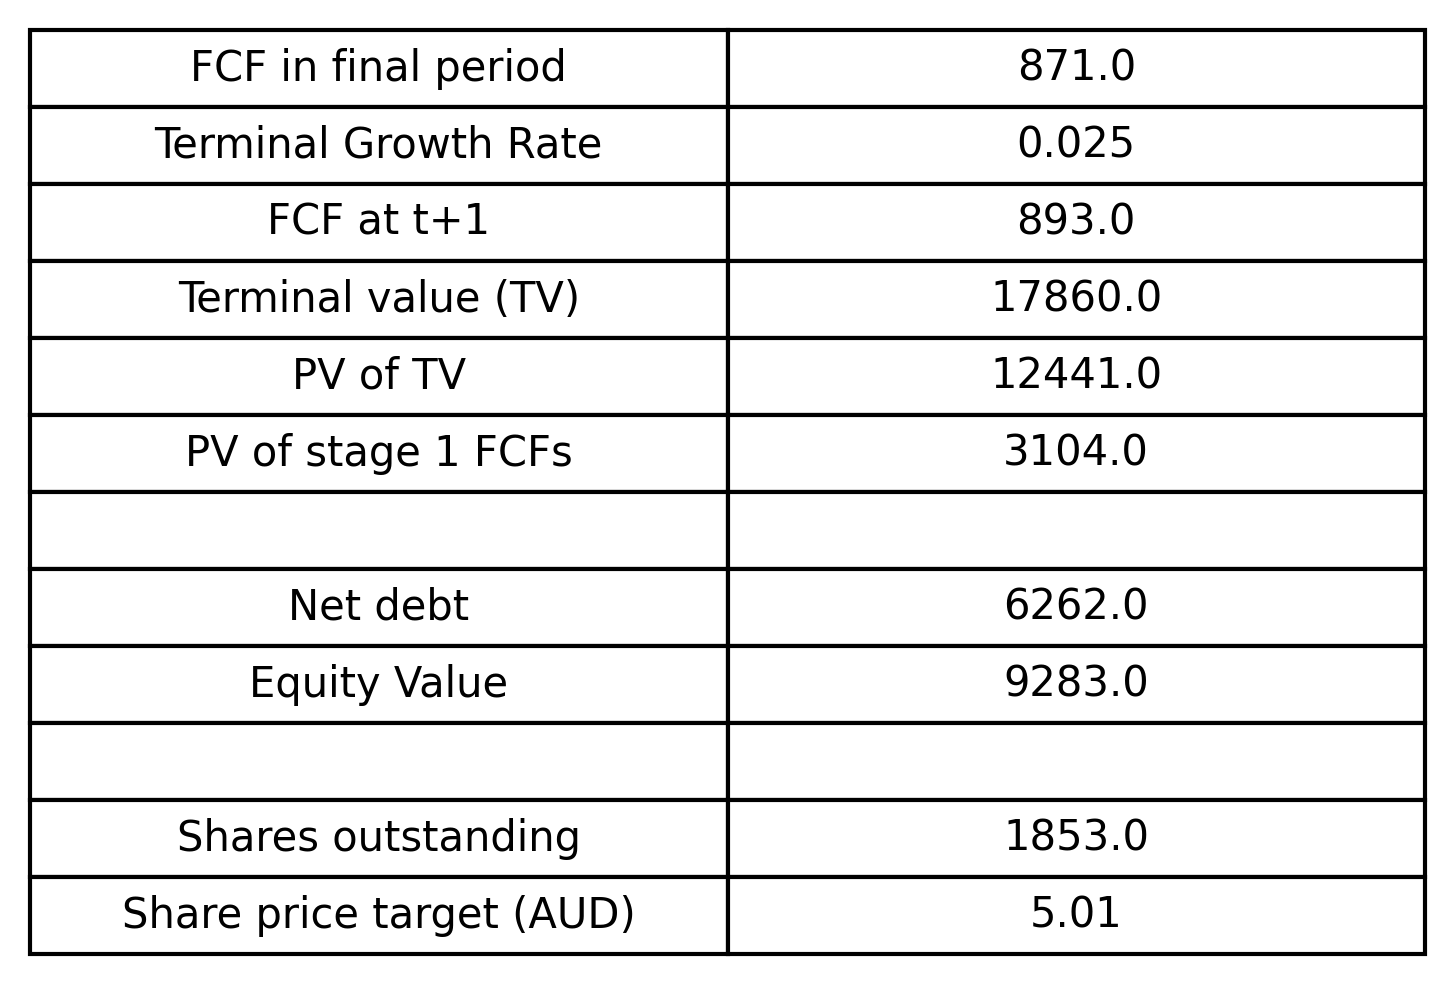 FCF in final period 871.0
Terminal Growth Rate 0.025
FCF at t+1 893.0
Terminal value (TV) 17860.0
PV of TV 12441.0
PV of stage 1 FCFs 3104.0
Net debt 6262.0
Equity Value 9283.0
Shares outstanding 1853.0
Share price target (AUD) 5.01